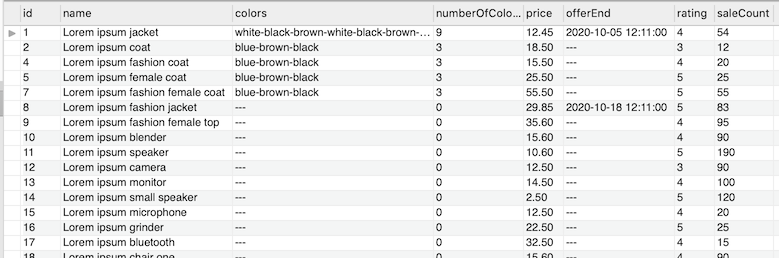 id name colors numberOfColo... price offerEnd rating saleCount
1 Lorem ipsum jacket white-black-brown-white-black-brown-... 9 12.45 2020-10-05 12:11:00 4 54
2 Lorem ipsum coat blue-brown-black 3 18.50 --- 3 12
4 Lorem ipsum fashion coat blue-brown-black 3 15.50 --- 4 20
5 Lorem ipsum female coat blue-brown-black 3 25.50 --- 5 25
7 Lorem ipsum fashion female coat blue-brown-black 3 55.50 --- 5 55
8 Lorem ipsum fashion jacket --- 0 29.85 2020-10-18 12:11:00 5 83
9 Lorem ipsum fashion female top --- 0 35.60 --- 4 95
10 Lorem ipsum blender --- 0 15.60 --- 4 90
11 Lorem ipsum speaker --- 0 10.60 --- 5 190
12 Lorem ipsum camera --- 0 12.50 --- 3 90
13 Lorem ipsum monitor --- 0 14.50 --- 4 100
14 Lorem ipsum small speaker --- 0 2.50 --- 5 120
15 Lorem ipsum microphone --- 0 12.50 --- 4 20
16 Lorem ipsum grinder --- 0 22.50 --- 5 25
17 Lorem ipsum bluetooth --- 0 32.50 --- 4 15
18 Lorem ipsum chair one --- 0 15.60 --- 4 90